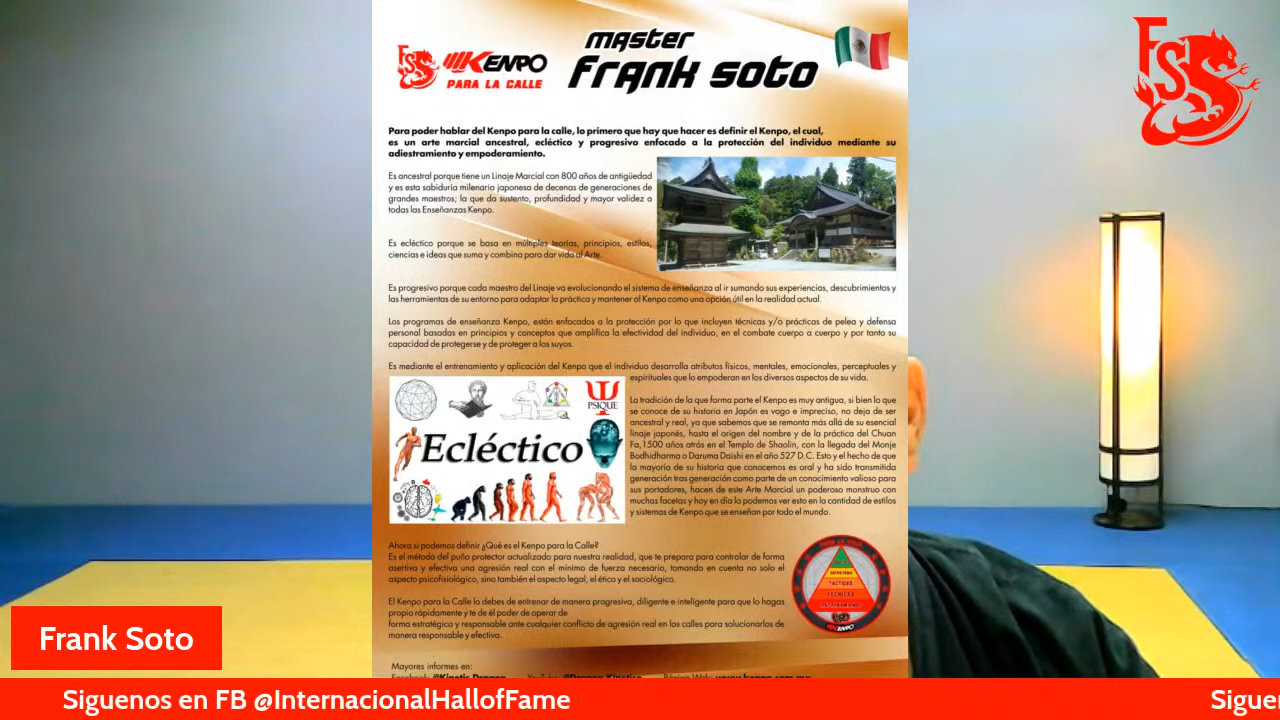 master
Frank Soto
FS KENPO
PARA LA CALLE
FS
Para poder hablar del Kenpo para la calle, lo primero que hay que hacer es definir el Kenpo, el cual,
es un arte marcial ancestral, ecléctico y progresivo enfocado a la protección del individuo mediante su
adiestramiento y empoderamiento.
Es ancestral porque tiene un Linaje Marcial con 800 años de antigüedad
y es esta sabiduría milenaria japonesa de decenas de generaciones de
grandes maestros; la que da sustento, profundidad y mayor validez a
todas las Enseñanzas Kenpo.
Es ecléctico porque se basa en múltiples teorías, principios, estilos,
ciencias e ideas que suma y combina para dar vida al Arte.
Es progresivo porque cada maestro del Linaje va evolucionando el sistema de enseñanza al ir sumando sus experiencias, descubrimientos y
las herramientas de su entorno para adaptar la práctica y mantener al Kenpo como una opción útil en la realidad actual.
Los programas de enseñanza Kenpo, están enfocados a la protección por lo que incluyen técnicas y/o prácticas de pelea y defensa
personal basadas en principios y conceptos que amplifica la efectividad del individuo, en el combate cuerpo a cuerpo y por tanto su
capacidad de protegerse y de proteger a los suyos.
Es mediante el entrenamiento y aplicación del Kenpo que el individuo desarrolla atributos físicos, mentales, emocionales, perceptuales y
espirituales que lo empoderan en los diversos aspectos de su vida.
PSIQUE
Ecléctico
La tradición de la que forma parte el Kenpo es muy antigua, si bien lo que
se conoce de su historia en Japón es vago e impreciso, no deja de ser
ancestral y real, ya que sabemos que se remonta más allá de su esencial
linaje japonés, hasta el origen del nombre y de la práctica del Chuan
Fa,1500 años atrás en el Templo de Shaolin, con la llegada del Monje
Bodhidharma o Daruma Daishi en el año 527 D.C. Esto y el hecho de que
la mayoría de su historia que conocemos es oral y ha sido transmitida
generación tras generación como parte de un conocimiento valioso para
sus portadores, hacen de este Arte Marcial un poderoso monstruo con
muchas facetas y hoy en día lo podemos ver esto en la cantidad de estilos
y sistemas de Kenpo que se enseñan por todo el mundo.
Ahora si podemos definir ¿Qué es el Kenpo para la Calle?
Es el método del puño protector actualizado para nuestra realidad, que te prepara para controlar de forma
asertiva y efectiva una agresión real con el mínimo de fuerza necesario, tomando en cuenta no solo el
aspecto psicofisiológico, sino también el aspecto legal, el ético y el sociológico.
El Kenpo para la Calle lo debes de entrenar de manera progresiva, diligente e inteligente para que lo hagas
propio rápidamente y te de él poder de operar de
forma estratégica y responsable ante cualquier conflicto de agresión real en las calles para solucionarlas de
manera responsable y efectiva.
TACTICAS
TECNICAS
KENPO
Mayores informes en:
Frank Soto
Siguenos en FB @InternacionalHallofFame
Siguen